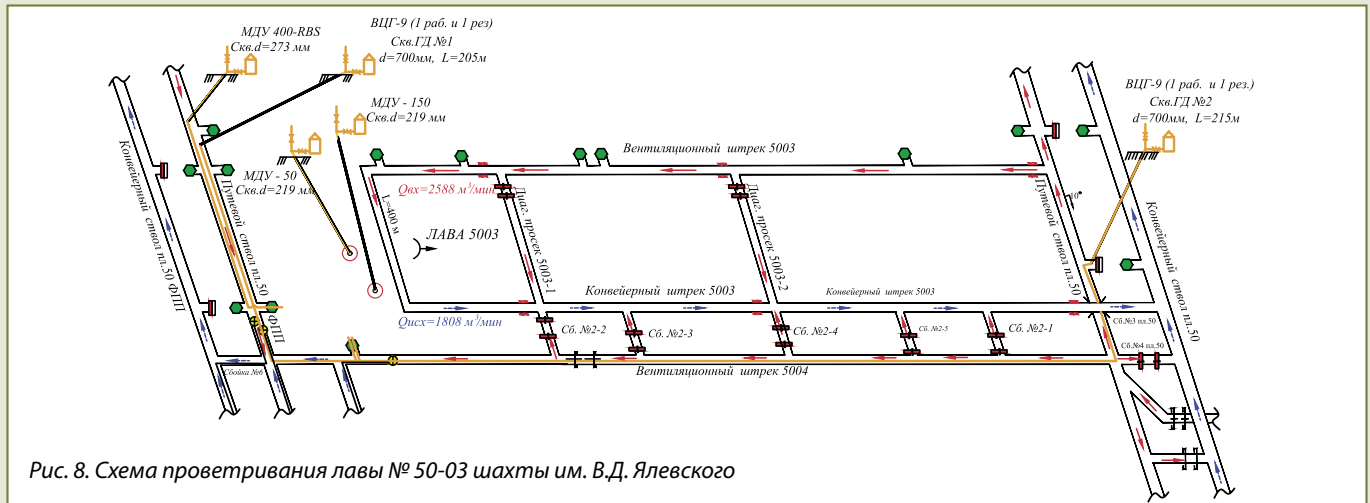 МДУ 400-RBS
Скв.d=273 мм
ВЦГ-9 (1 раб. и 1 рез)
Скв.ГД №1
d=700мм, L=205м
МДУ - 150
Скв.d=219 мм
МДУ - 50
Скв.d=219 мм
ВЦГ-9 (1 раб. и 1 рез.)
Скв.ГД №2
d=700мм, L=215м
Конвейерный ствол пл.50 ФПП
Путевой ствол пл.50 ФПП
Вентиляционный штрек 5003
Qвх=2588 м³/мин
L=400 м
ЛАВА 5003
Диаг. просек 5003-1
Диаг. просек 5003-2
Путевой ствол пл.50
10°
Конвейерный ствол пл.50
Конвейерный штрек 5003
Конвейерный штрек 5003
Qисх=1808 м³/мин
Сб. №2-2
Сб. №2-3
Сб. №2-4
Сб. №2-5
Сб. №2-1
Сб.№3 пл.50
Сб.№4 пл.50
Сбойка №6
Вентиляционный штрек 5004
Рис. 8. Схема проветривания лавы № 50-03 шахты им. В.Д. Ялевского